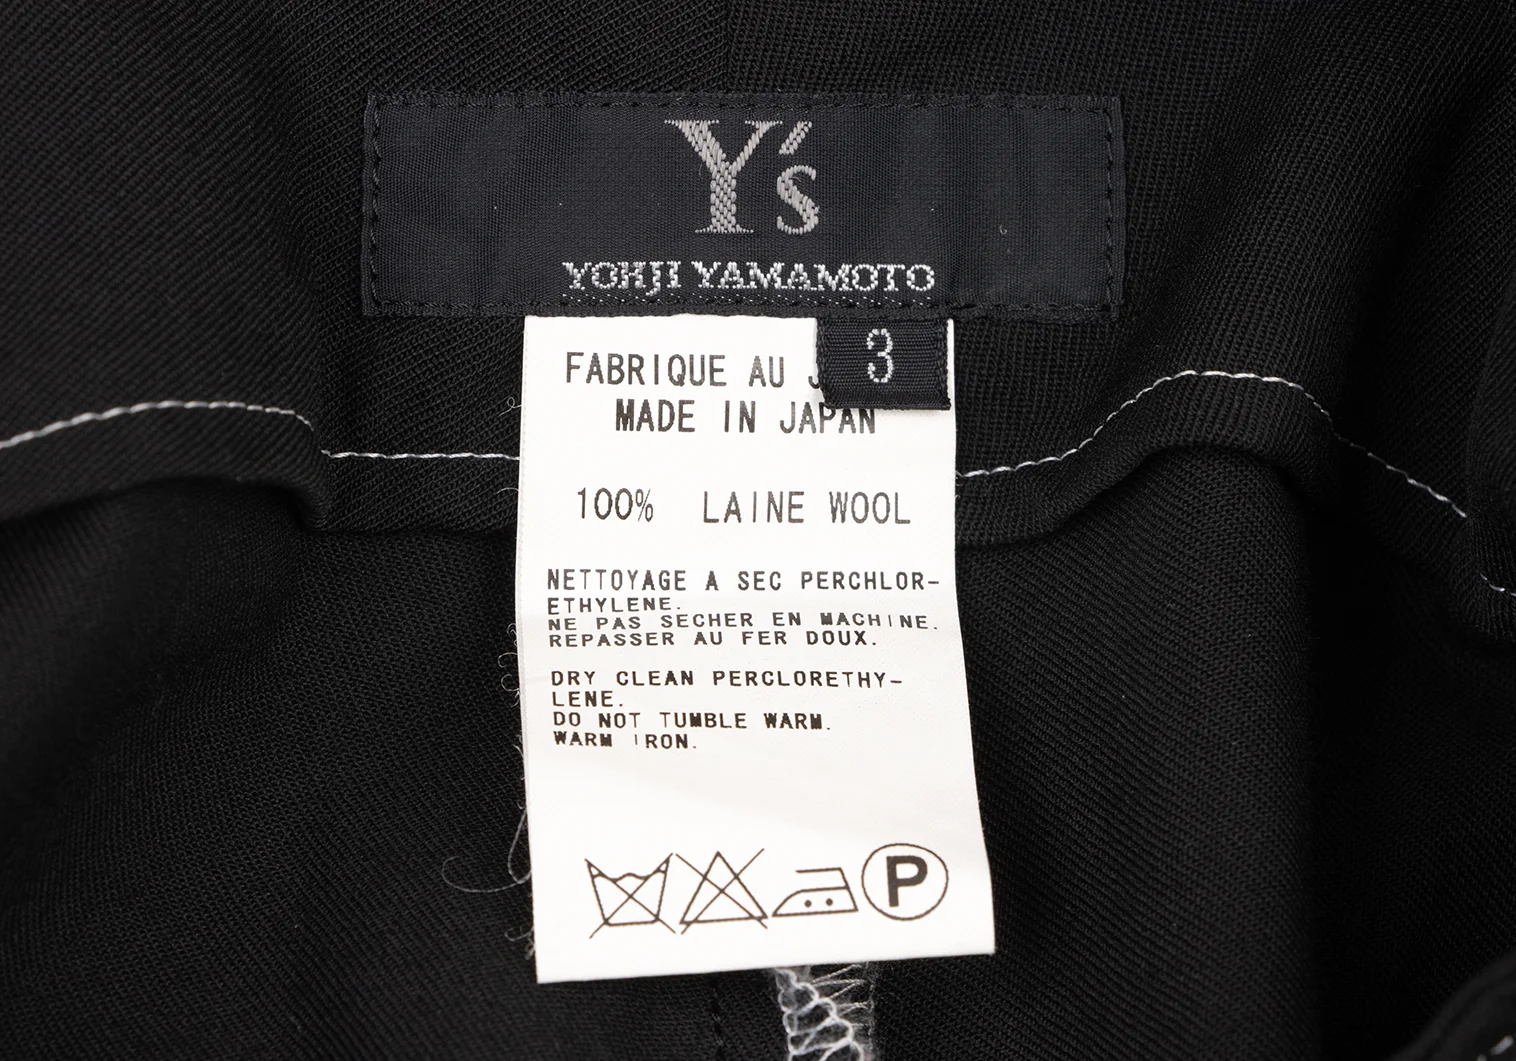 Y's
YOHJI YAMAMOTO
3
FABRIQUE AU
MADE IN JAPAN
100% LAINE WOOL
NETTOYAGE A SEC PERCHLOR-
ETHYLENE.
NE PAS SECHER EN MACHINE.
REPASSER AU FER DOUX.
DRY CLEAN PERCLORETHY-
LENE.
DO NOT TUMBLE WARM.
WARM IRON.
P